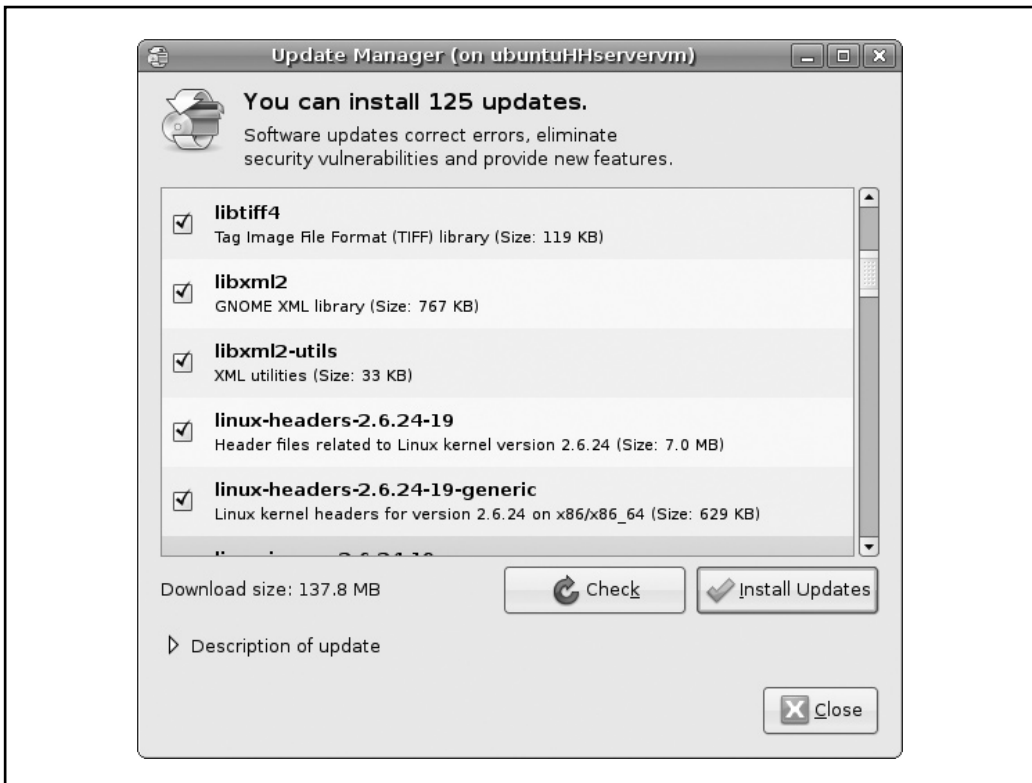 Update Manager (on ubuntuHHservervm)
You can install 125 updates.
Software updates correct errors, eliminate
security vulnerabilities and provide new features.
libtiff4
Tag Image File Format (TIFF) library (Size: 119 KB)
libxml2
GNOME XML library (Size: 767 KB)
libxml2-utils
XML utilities (Size: 33 KB)
linux-headers-2.6.24-19
Header files related to Linux kernel version 2.6.24 (Size: 7.0 MB)
linux-headers-2.6.24-19-generic
Linux kernel headers for version 2.6.24 on x86/x86_64 (Size: 629 KB)
Download size: 137.8 MB
Check
Install Updates
Description of update
Close